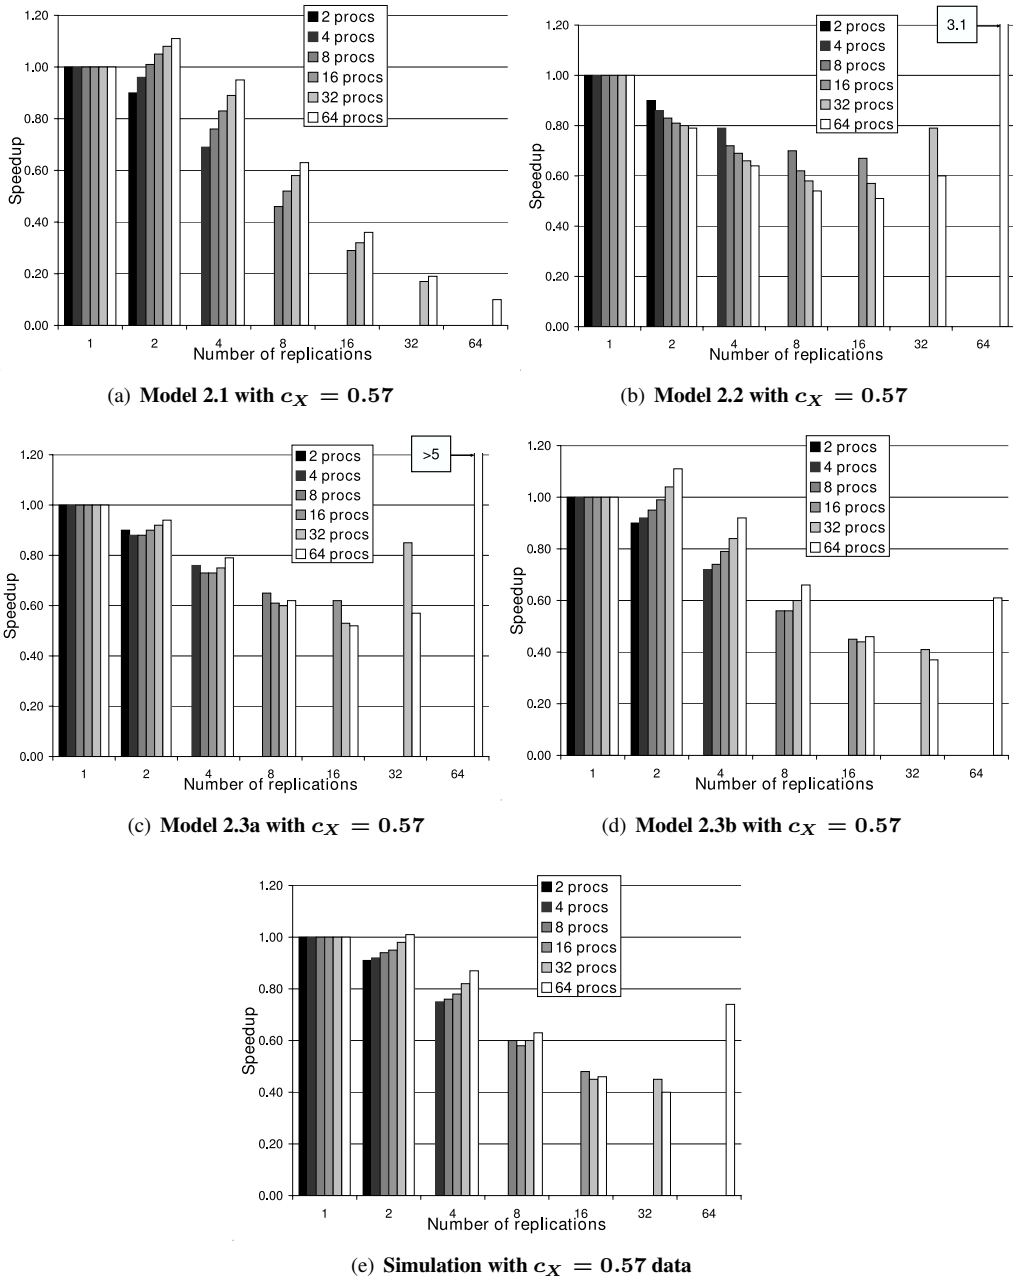 1.20
1.00
0.80
0.60
0.40
0.20
0.00
Speedup
2 procs
4 procs
8 procs
16 procs
32 procs
64 procs
1 2 4 8 16 32 64
Number of replications
(a) Model 2.1 with cX = 0.57
1.20
1.00
0.80
0.60
0.40
0.20
0.00
Speedup
2 procs
4 procs
8 procs
16 procs
32 procs
64 procs
3.1
1 2 4 8 16 32 64
Number of replications
(b) Model 2.2 with cX = 0.57
1.20
1.00
0.80
0.60
0.40
0.20
0.00
Speedup
2 procs
4 procs
8 procs
16 procs
32 procs
64 procs
>5
1 2 4 8 16 32 64
Number of replications
(c) Model 2.3a with cX = 0.57
1.20
1.00
0.80
0.60
0.40
0.20
0.00
Speedup
2 procs
4 procs
8 procs
16 procs
32 procs
64 procs
1 2 4 8 16 32 64
Number of replications
(d) Model 2.3b with cX = 0.57
1.20
1.00
0.80
0.60
0.40
0.20
0.00
Speedup
2 procs
4 procs
8 procs
16 procs
32 procs
64 procs
1 2 4 8 16 32 64
Number of replications
(e) Simulation with cX = 0.57 data